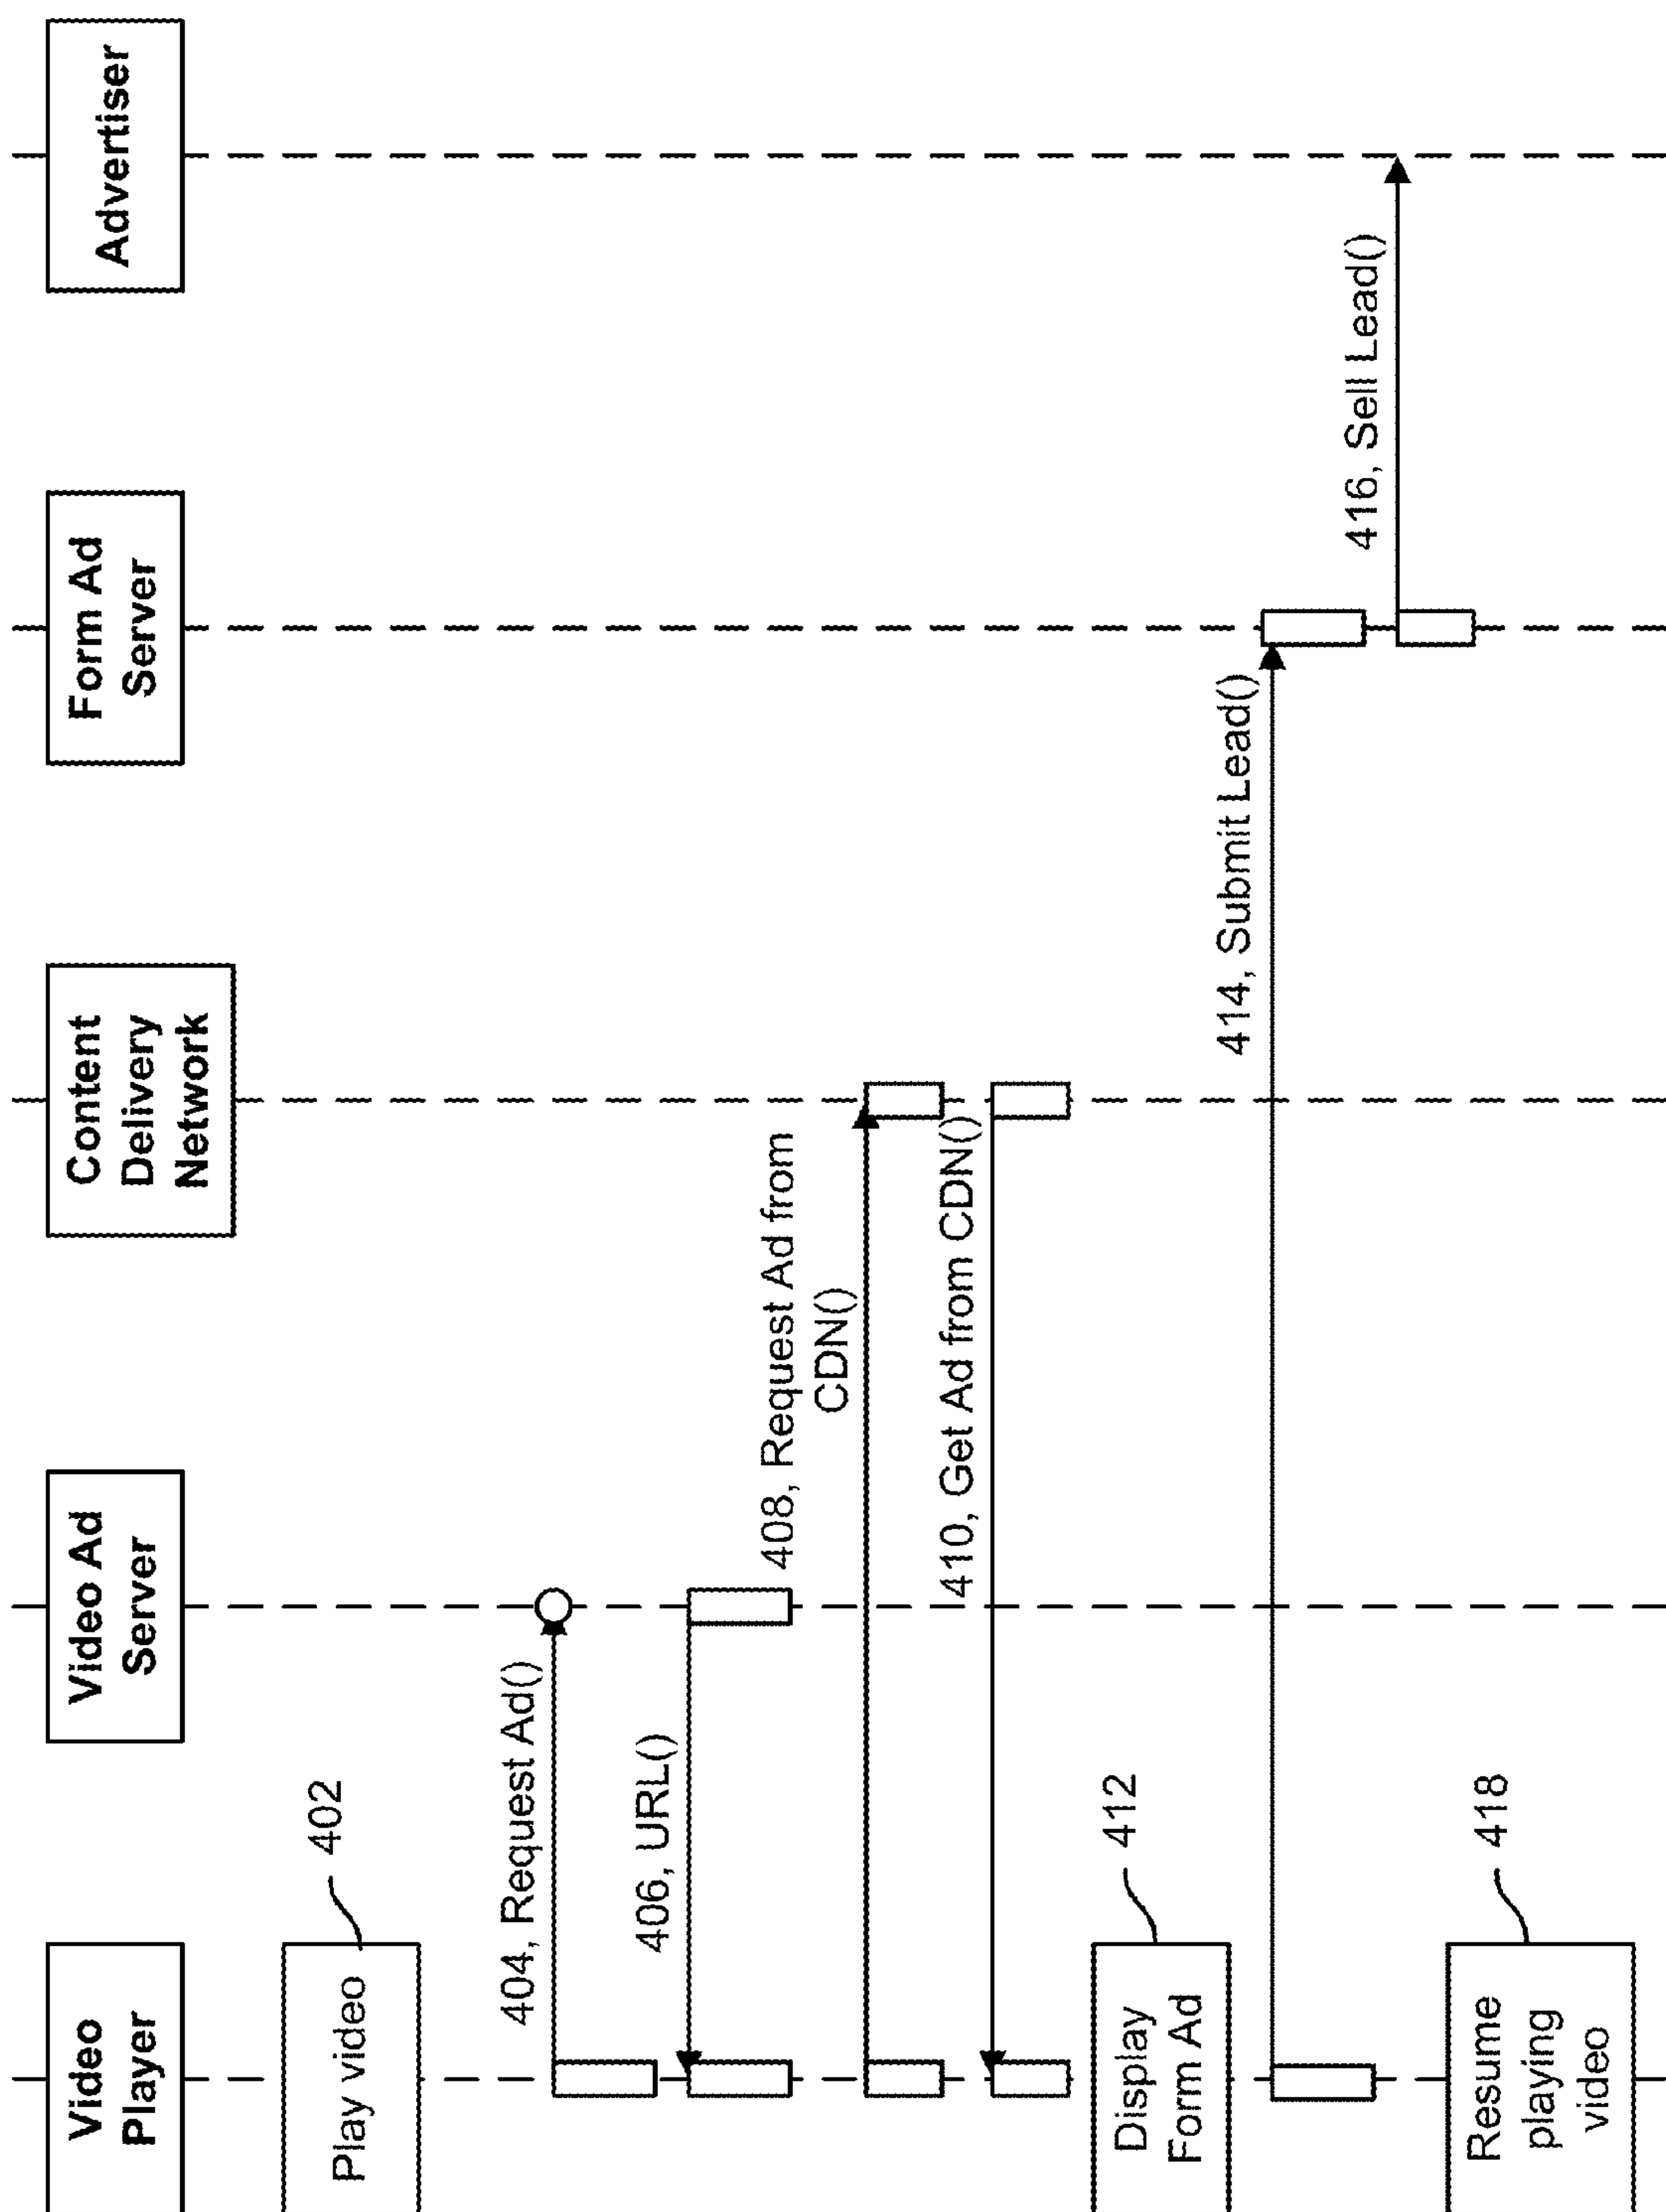 Video
Player
Video Ad
Server
Content
Delivery
Network
Form Ad
Server
Advertiser
Play video
402
404, Request Ad()
406, URL()
408, Request Ad from
CDN()
410, Get Ad from CDN()
Display
Form Ad
412
414, Submit Lead()
416, Sell Lead()
Resume
playing
video
418